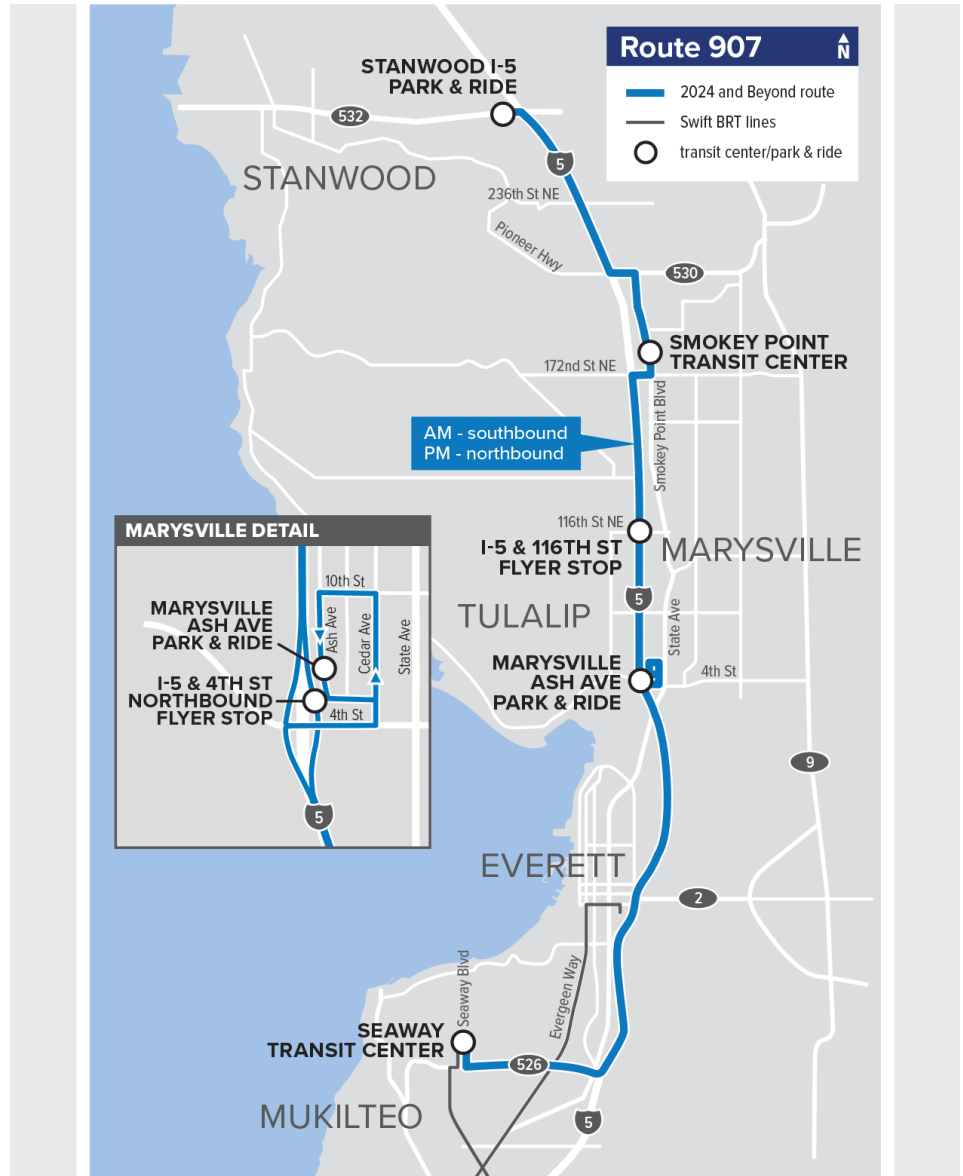 Route 907
N
2024 and Beyond route
Swift BRT lines
transit center/park & ride
STANWOOD I-5
PARK & RIDE
532
5
STANWOOD
236th St NE
Pioneer Hwy
530
SMOKEY POINT
TRANSIT CENTER
172nd St NE
Smokey Point Blvd
AM - southbound
PM - northbound
116th St NE
I-5 & 116TH ST
FLYER STOP
MARYSVILLE
5
TULALIP
State Ave
MARYSVILLE
ASH AVE
PARK & RIDE
4th St
MARYSVILLE DETAIL
10th St
MARYSVILLE
ASH AVE
PARK & RIDE
Ash Ave
Cedar Ave
State Ave
I-5 & 4TH ST
NORTHBOUND
FLYER STOP
4th St
5
9
EVERETT
2
Seaway Blvd
Evergeen Way
SEAWAY
TRANSIT CENTER
526
MUKILTEO
5